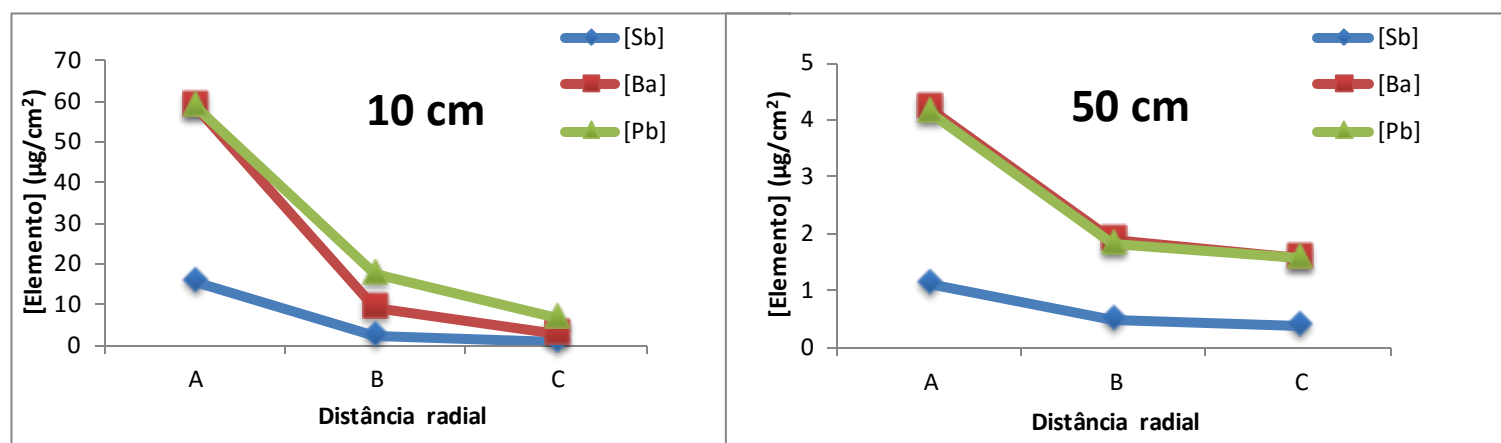 10 cm
[Elemento] (µg/cm²)
70
60
50
40
30
20
10
0
A B C
Distância radial
[Sb]
[Ba]
[Pb]
50 cm
[Elemento] (µg/cm²)
5
4
3
2
1
0
A B C
Distância radial
[Sb]
[Ba]
[Pb]